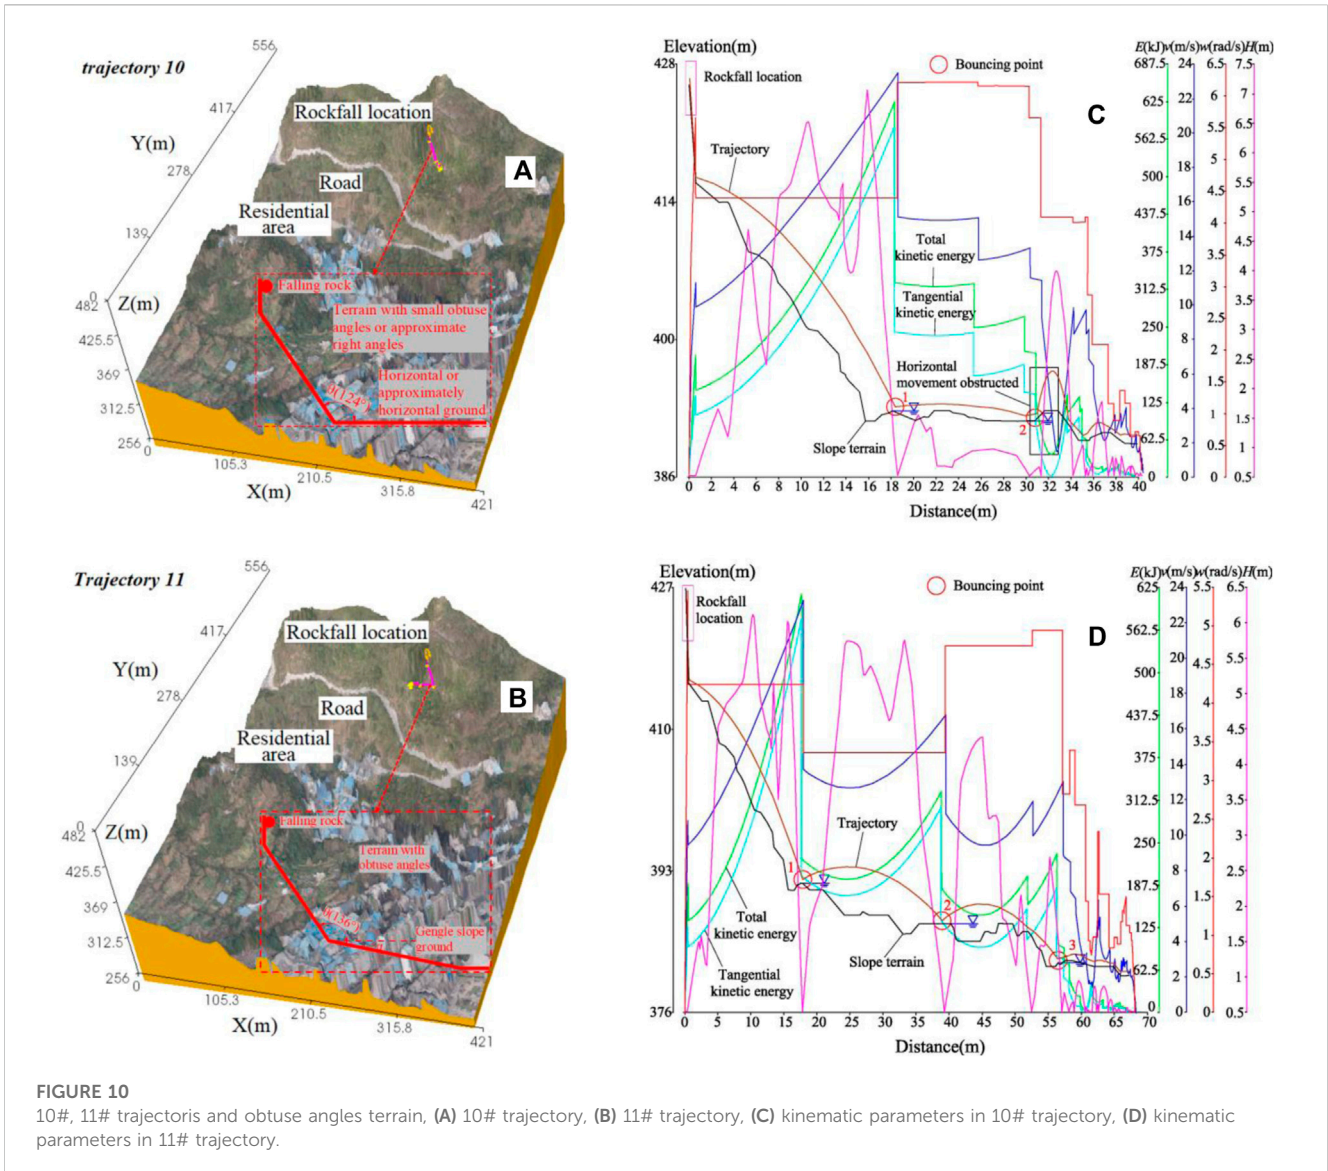 trajectory 10
556
417
Y(m)
278
139
0
482
Z(m)
425.5
369
312.5
256
0
105.3
210.5
315.8
421
X(m)
Rockfall location
A
Road
Residential
area
Falling rock
Terrain with small obtuse
angles or approximate
right angles
θ(124°)
Horizontal or
approximately
horizontal ground
Elevation(m)
428
414
400
386
Rockfall location
Bouncing point
C
Trajectory
Total
kinetic energy
Tangential
kinetic energy
Horizontal
movement obstructed
Slope terrain
1
2
0 2 4 6 8 10 12 14 16 18 20 22 24 26 28 30 32 34 36 38 40
Distance(m)
E(kJ) v(m/s) w(rad/s) H(m)
687.5 24 6.5 7.5
625 22 6 7
562.5 20 5.5 6.5
500 18 5 6
437.5 16 4.5 5.5
375 14 4 5
312.5 12 3.5 4.5
250 10 3 4
187.5 8 2.5 3.5
125 6 2 3
62.5 4 1.5 2.5
0 2 1 2
0 0.5 1.5
0 1
0.5
Trajectory 11
556
417
Y(m)
278
139
0
482
Z(m)
425.5
369
312.5
256
0
105.3
210.5
315.8
421
X(m)
Rockfall location
B
Road
Residential
area
Falling rock
Terrain with
obtuse angles
θ(136°)
Gengle slope
ground
Elevation(m)
427
410
393
376
Rockfall
location
Bouncing point
D
Trajectory
Total
kinetic energy
Tangential
kinetic energy
Slope terrain
1
2
3
0 5 10 15 20 25 30 35 40 45 50 55 60 65 70
Distance(m)
E(kJ) v(m/s) w(rad/s) H(m)
625 24 5.5 6.5
562.5 22 5 6
500 20 4.5 5.5
437.5 18 4 5
375 16 3.5 4.5
312.5 14 3 4
250 12 2.5 3.5
187.5 10 2 3
125 8 1.5 2.5
62.5 6 1 2
0 4 0.5 1.5
2 0 1
0 0.5
FIGURE 10
10#, 11# trajectoris and obtuse angles terrain, (A) 10# trajectory, (B) 11# trajectory, (C) kinematic parameters in 10# trajectory, (D) kinematic
parameters in 11# trajectory.